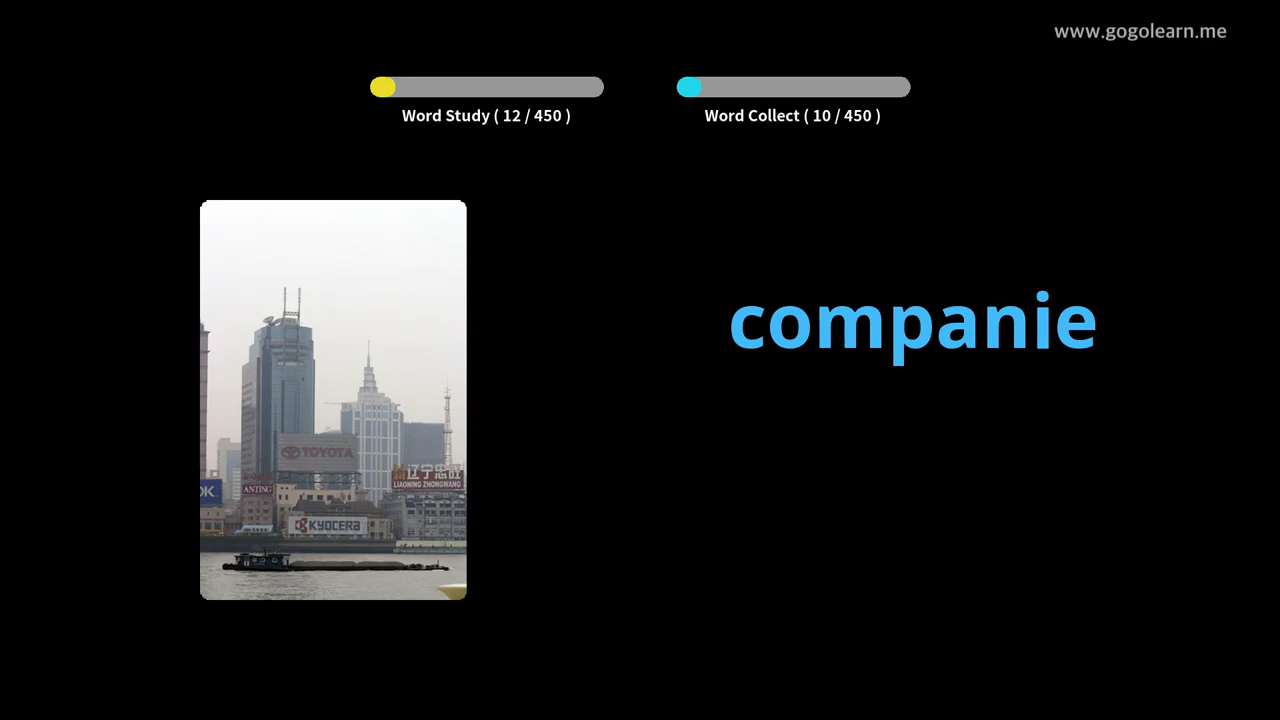 www.gogolearn.me
Word Study ( 12 / 450 )
Word Collect ( 10 / 450 )
companie
TOYOTA
辽宁忠旺
LIAONING ZHONGWANG
OK
ANTING
KYOCERA